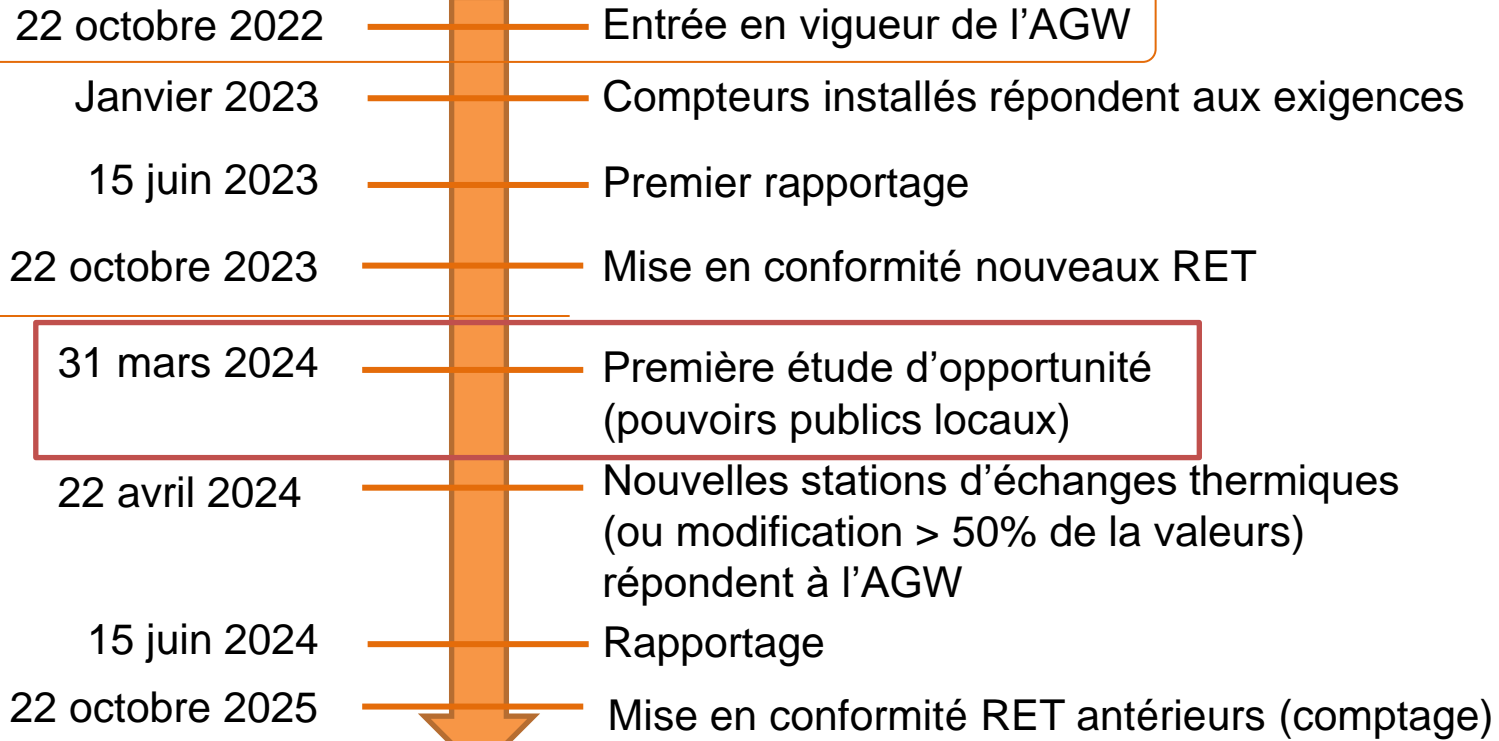 22 octobre 2022 Entrée en vigueur de l’AGW
Janvier 2023 Compteurs installés répondent aux exigences
15 juin 2023 Premier rapportage
22 octobre 2023 Mise en conformité nouveaux RET
31 mars 2024 Première étude d’opportunité
(pouvoirs publics locaux)
22 avril 2024 Nouvelles stations d’échanges thermiques
(ou modification > 50% de la valeurs)
répondent à l’AGW
15 juin 2024 Rapportage
22 octobre 2025 Mise en conformité RET antérieurs (comptage)